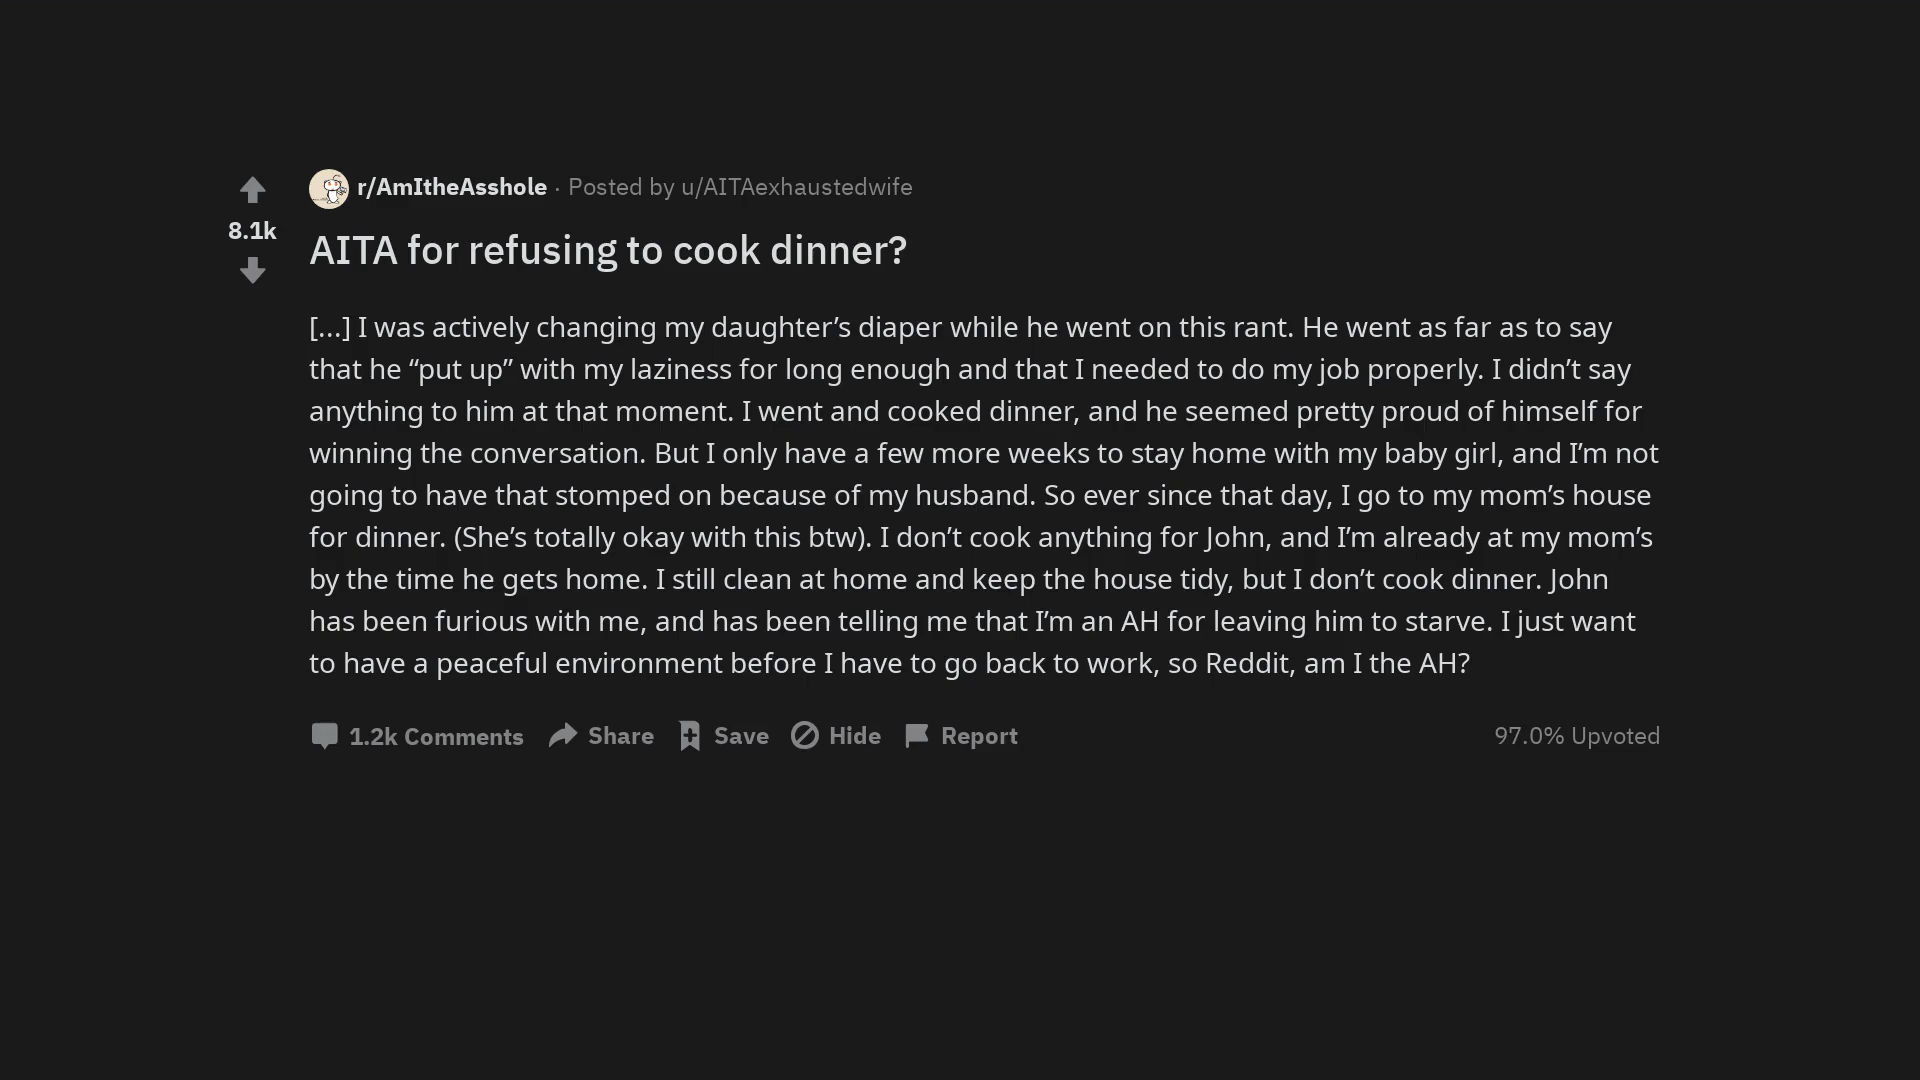 r/AmItheAsshole · Posted by u/AITAexhaustedwife
8.1k
AITA for refusing to cook dinner?
[...] I was actively changing my daughter’s diaper while he went on this rant. He went as far as to say
that he “put up” with my laziness for long enough and that I needed to do my job properly. I didn’t say
anything to him at that moment. I went and cooked dinner, and he seemed pretty proud of himself for
winning the conversation. But I only have a few more weeks to stay home with my baby girl, and I’m not
going to have that stomped on because of my husband. So ever since that day, I go to my mom’s house
for dinner. (She’s totally okay with this btw). I don’t cook anything for John, and I’m already at my mom’s
by the time he gets home. I still clean at home and keep the house tidy, but I don’t cook dinner. John
has been furious with me, and has been telling me that I’m an AH for leaving him to starve. I just want
to have a peaceful environment before I have to go back to work, so Reddit, am I the AH?
1.2k Comments Share Save Hide Report 97.0% Upvoted